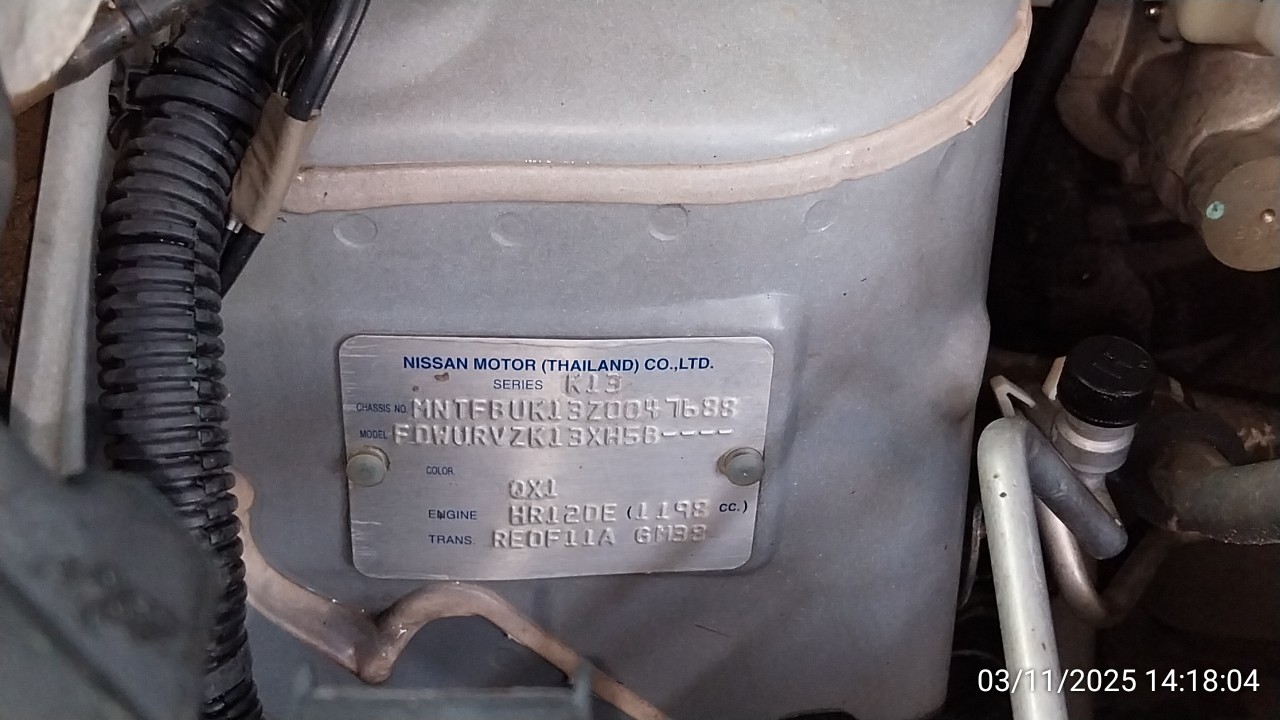 NISSAN MOTOR (THAILAND) CO.,LTD.
SERIES K13
CHASSIS NO. MNTFBUK13Z0047688
MODEL FDWURVZK13XH5B----
COLOR.
QX1
ENGINE HR12DE (1198 CC.)
TRANS. RE0F11A GM38
03/11/2025 14:18:04